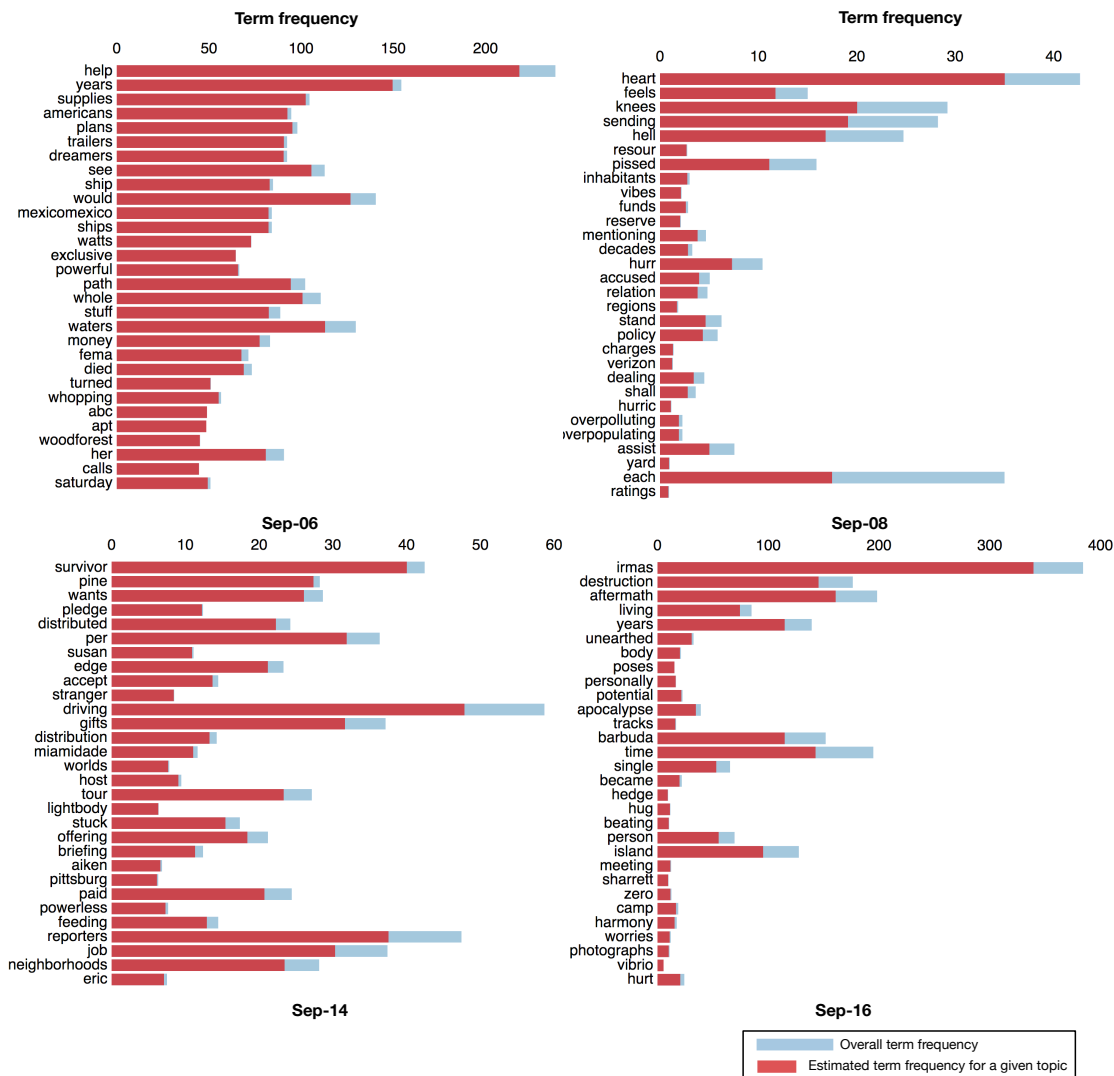 Term frequency
0 50 100 150 200
help
years
supplies
americans
plans
trailers
dreamers
see
ship
would
mexicomexico
ships
watts
exclusive
powerful
path
whole
stuff
waters
money
fema
died
turned
whopping
abc
apt
woodforest
her
calls
saturday
Sep-06
Term frequency
0 10 20 30 40
heart
feels
knees
sending
hell
resour
pissed
inhabitants
vibes
funds
reserve
mentioning
decades
hurr
accused
relation
regions
stand
policy
charges
verizon
dealing
shall
hurric
overpolluting
overpopulating
assist
yard
each
ratings
Sep-08
0 10 20 30 40 50 60
survivor
pine
wants
pledge
distributed
per
susan
edge
accept
stranger
driving
gifts
distribution
miamidade
worlds
host
tour
lightbody
stuck
offering
briefing
aiken
pittsburg
paid
powerless
feeding
reporters
job
neighborhoods
eric
Sep-14
0 100 200 300 400
irmas
destruction
aftermath
living
years
unearthed
body
poses
personally
potential
apocalypse
tracks
barbuda
time
single
became
hedge
hug
beating
person
island
meeting
sharrett
zero
camp
harmony
worries
photographs
vibrio
hurt
Sep-16
Overall term frequency
Estimated term frequency for a given topic